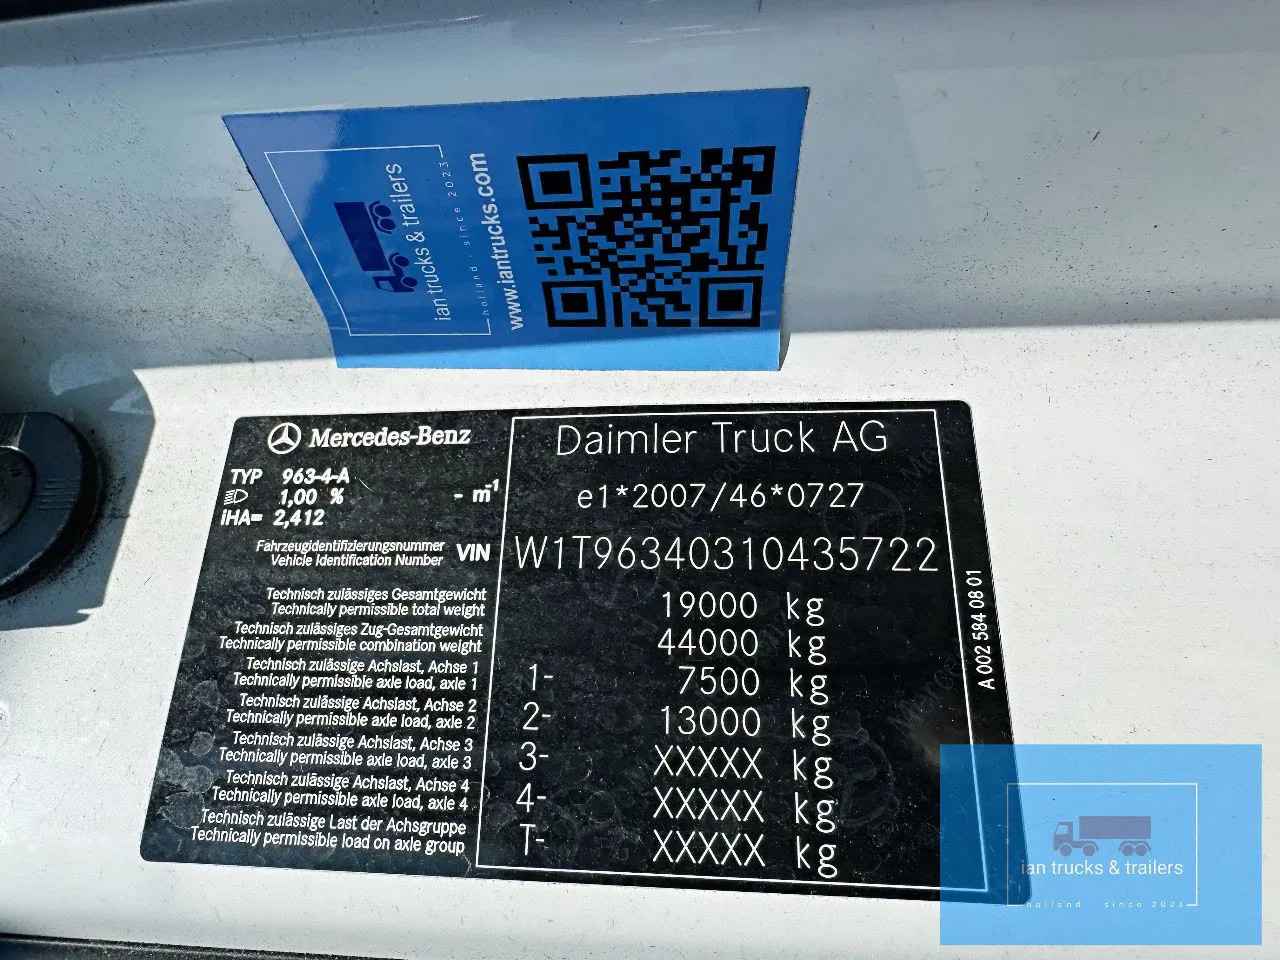 ian trucks & trailers
holland . since 2023
www.iantrucks.com
Mercedes-Benz
TYP 963-4-A
1,00 % - m-1
iHA= 2,412
Daimler Truck AG
e1*2007/46*0727
Fahrzeugidentifizierungsnummer
Vehicle Identification Number VIN W1T96340310435722
Technisch zulässiges Gesamtgewicht
Technically permissible total weight 19000 kg
Technisch zulässiges Zug-Gesamtgewicht
Technically permissible combination weight 44000 kg
Technisch zulässige Achslast, Achse 1
Technically permissible axle load, axle 1 1- 7500 kg
Technisch zulässige Achslast, Achse 2
Technically permissible axle load, axle 2 2- 13000 kg
Technisch zulässige Achslast, Achse 3
Technically permissible axle load, axle 3 3- XXXXX kg
Technisch zulässige Achslast, Achse 4
Technically permissible axle load, axle 4 4- XXXXX kg
Technisch zulässige Last der Achsgruppe
Technically permissible load on axle group T- XXXXX kg
A 002 584 08 01
ian trucks & trailers
holland since 2023